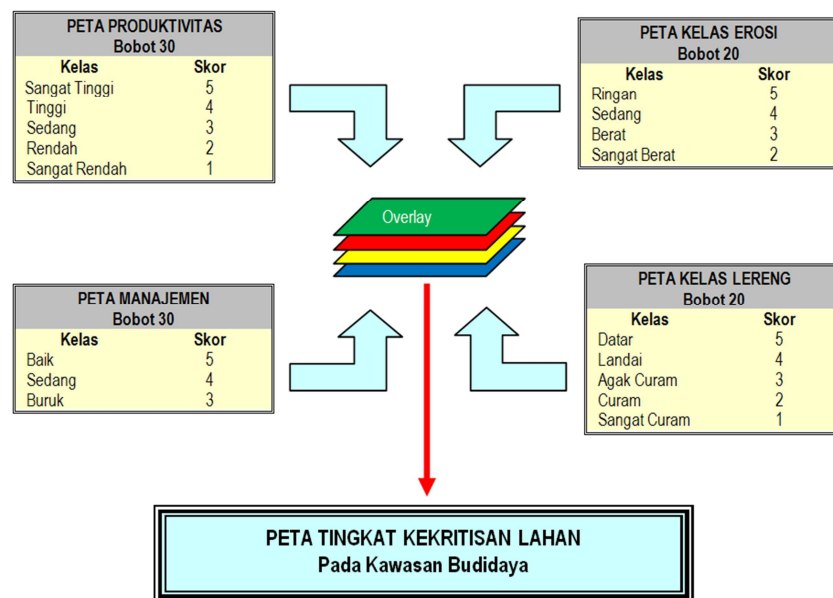 PETA PRODUKTIVITAS
Bobot 30
Kelas Skor
Sangat Tinggi 5
Tinggi 4
Sedang 3
Rendah 2
Sangat Rendah 1
PETA KELAS EROSI
Bobot 20
Kelas Skor
Ringan 5
Sedang 4
Berat 3
Sangat Berat 2
Overlay
PETA MANAJEMEN
Bobot 30
Kelas Skor
Baik 5
Sedang 4
Buruk 3
PETA KELAS LERENG
Bobot 20
Kelas Skor
Datar 5
Landai 4
Agak Curam 3
Curam 2
Sangat Curam 1
PETA TINGKAT KEKRITISAN LAHAN
Pada Kawasan Budidaya